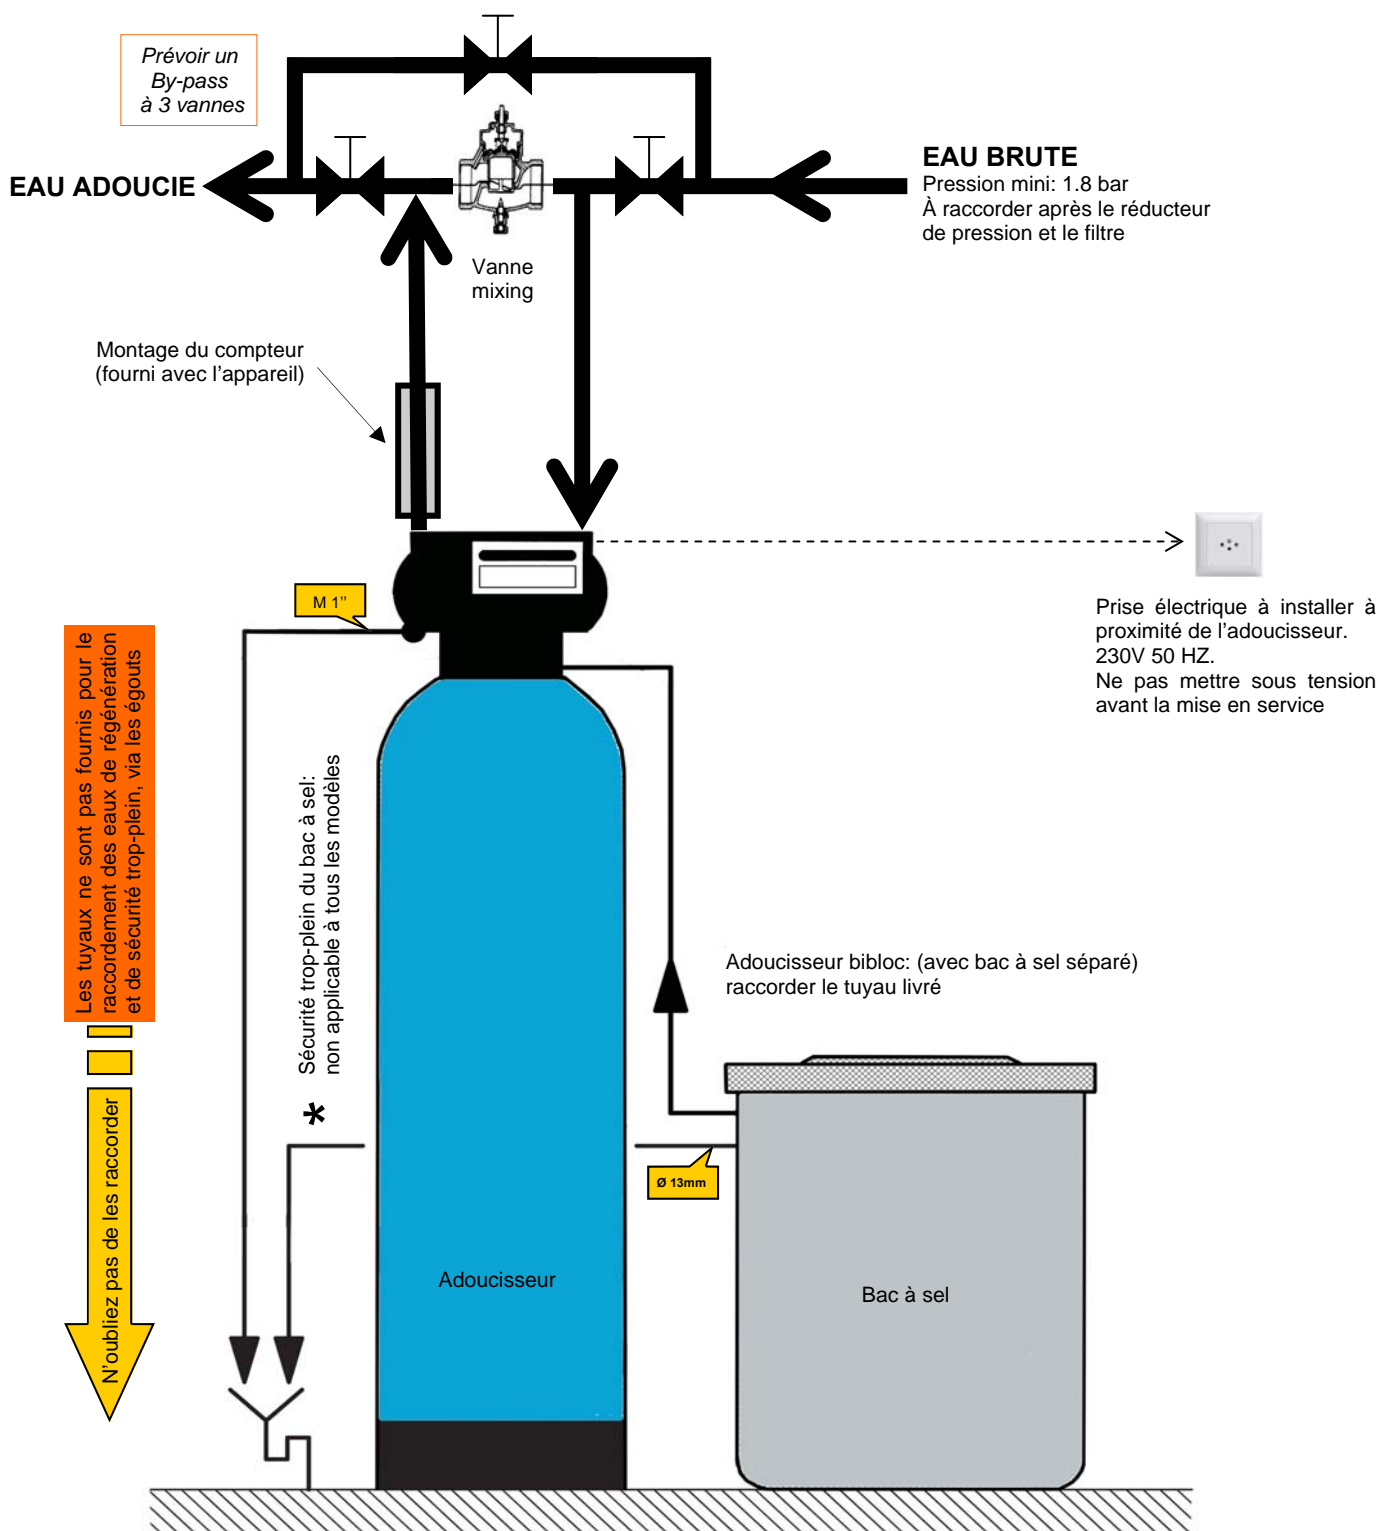 Prévoir un
By-pass
à 3 vannes
EAU ADOUCIE
EAU BRUTE
Pression mini: 1.8 bar
À raccorder après le réducteur
de pression et le filtre
Vanne
mixing
Montage du compteur
(fourni avec l'appareil)
M 1’’
Prise électrique à installer à
proximité de l'adoucisseur.
230V 50 HZ.
Ne pas mettre sous tension
avant la mise en service
Les tuyaux ne sont pas fournis pour le
raccordement des eaux de régénération
et de sécurité trop-plein, via les égouts
N'oubliez pas de les raccorder
* Sécurité trop-plein du bac à sel:
non applicable à tous les modèles
Adoucisseur bibloc: (avec bac à sel séparé)
raccorder le tuyau livré
Ø 13mm
Adoucisseur
Bac à sel